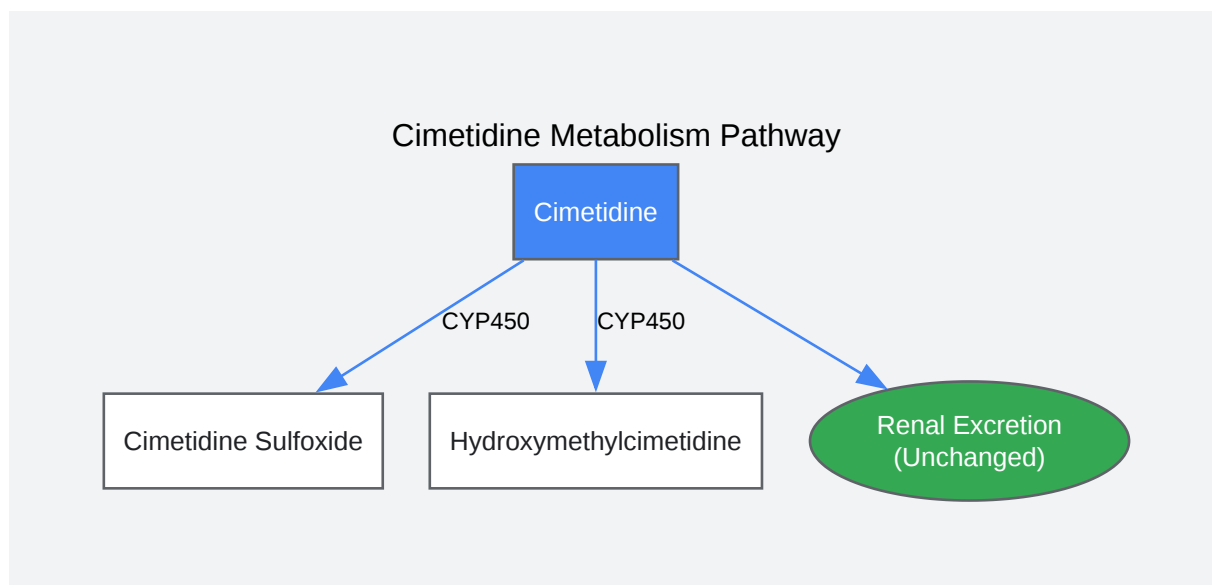 Cimetidine Metabolism Pathway
Cimetidine
CYP450
CYP450
Cimetidine Sulfoxide
Hydroxymethylcimetidine
Renal Excretion
(Unchanged)